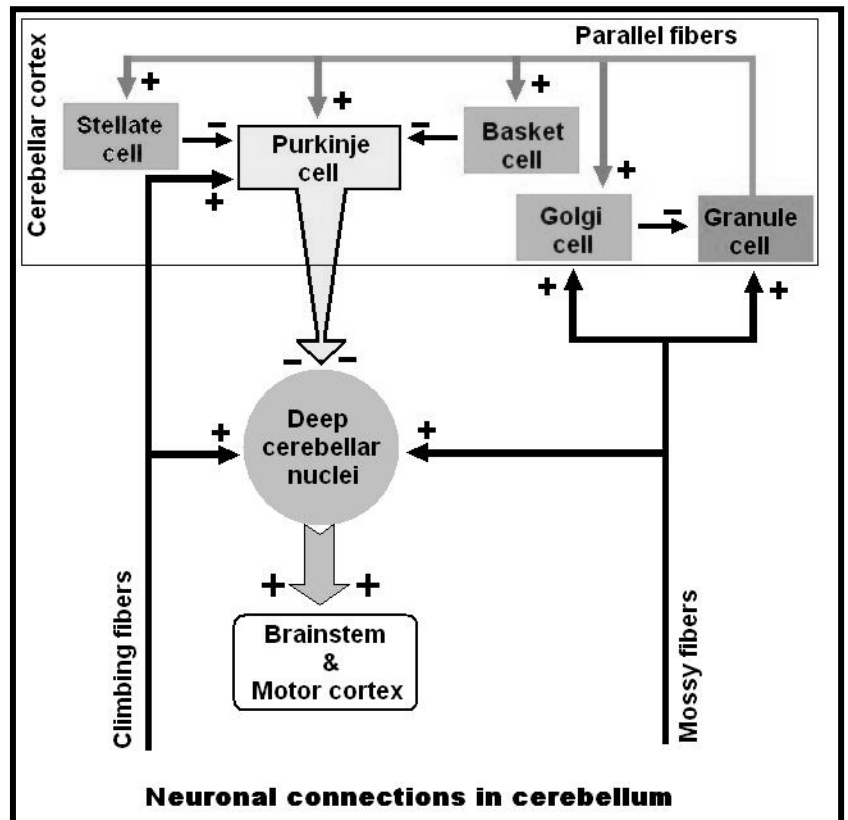 Parallel fibers
Cerebellar cortex
+
+
+
+
Stellate
cell
−
Purkinje
cell
−
Basket
cell
+
Golgi
cell
−
Granule
cell
+
+
− −
Deep
cerebellar
nuclei
+
+
+ +
Brainstem
&
Motor cortex
Climbing fibers
Mossy fibers
Neuronal connections in cerebellum